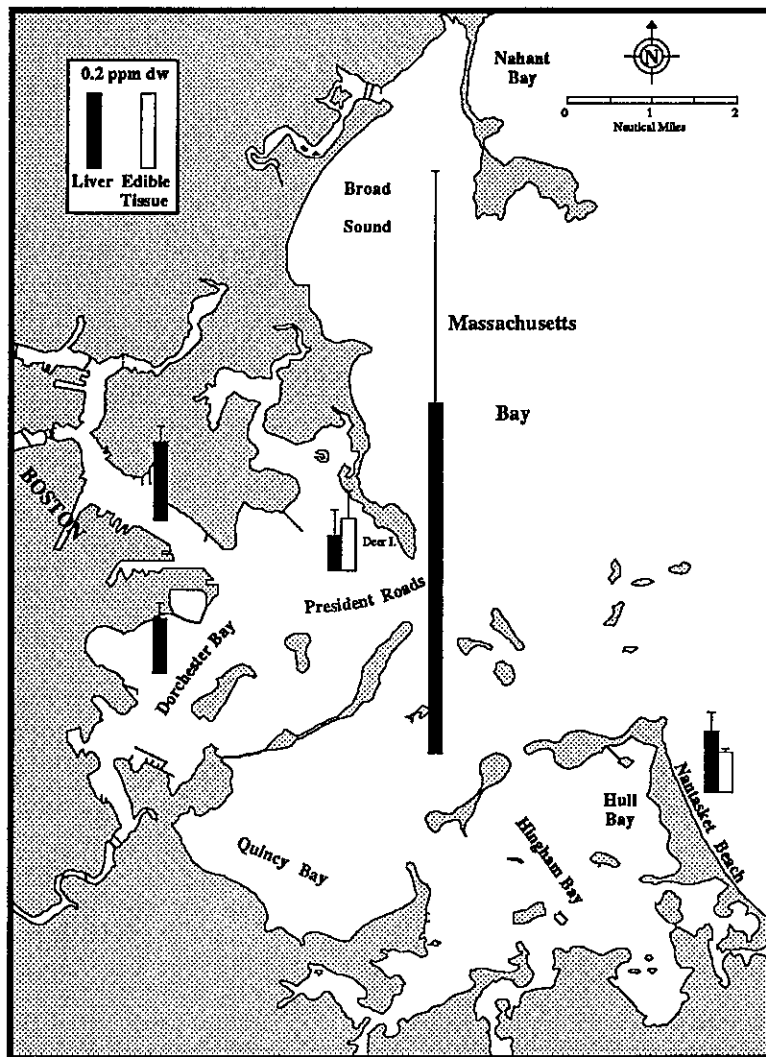 0.2 ppm dw
Liver Edible
Tissue
Nahant
Bay
N
0 1 2
Nautical Miles
Broad
Sound
Massachusetts
Bay
BOSTON
Deer I.
President Roads
Dorchester Bay
Nantasket Beach
Hull
Bay
Hingham Bay
Quincy Bay